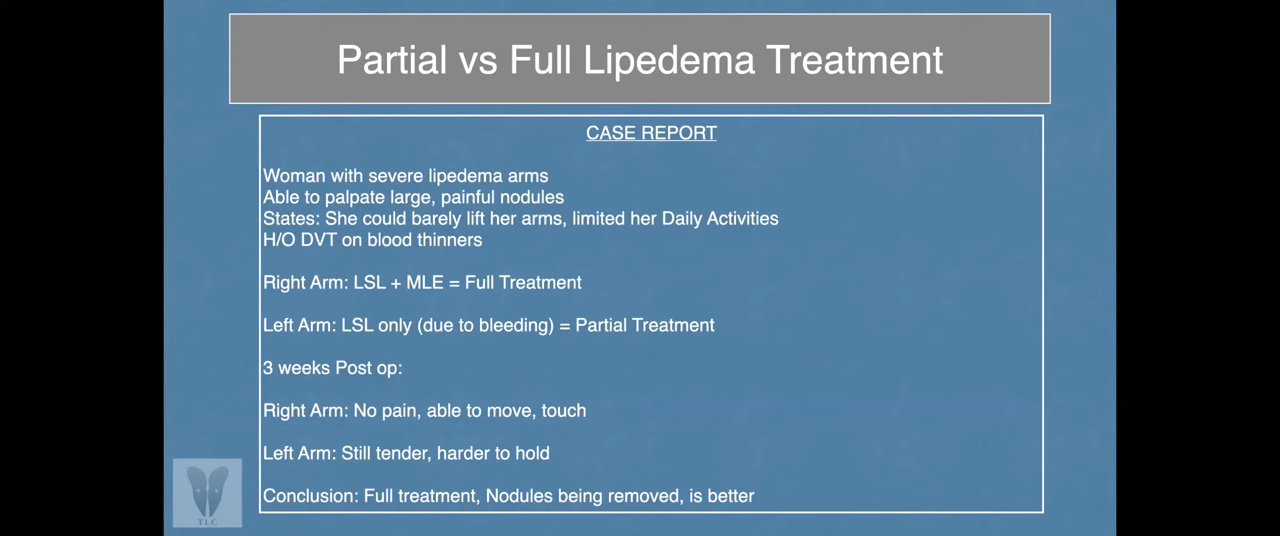 Partial vs Full Lipedema Treatment
CASE REPORT
Woman with severe lipedema arms
Able to palpate large, painful nodules
States: She could barely lift her arms, limited her Daily Activities
H/O DVT on blood thinners
Right Arm: LSL + MLE = Full Treatment
Left Arm: LSL only (due to bleeding) = Partial Treatment
3 weeks Post op:
Right Arm: No pain, able to move, touch
Left Arm: Still tender, harder to hold
Conclusion: Full treatment, Nodules being removed, is better
TLC